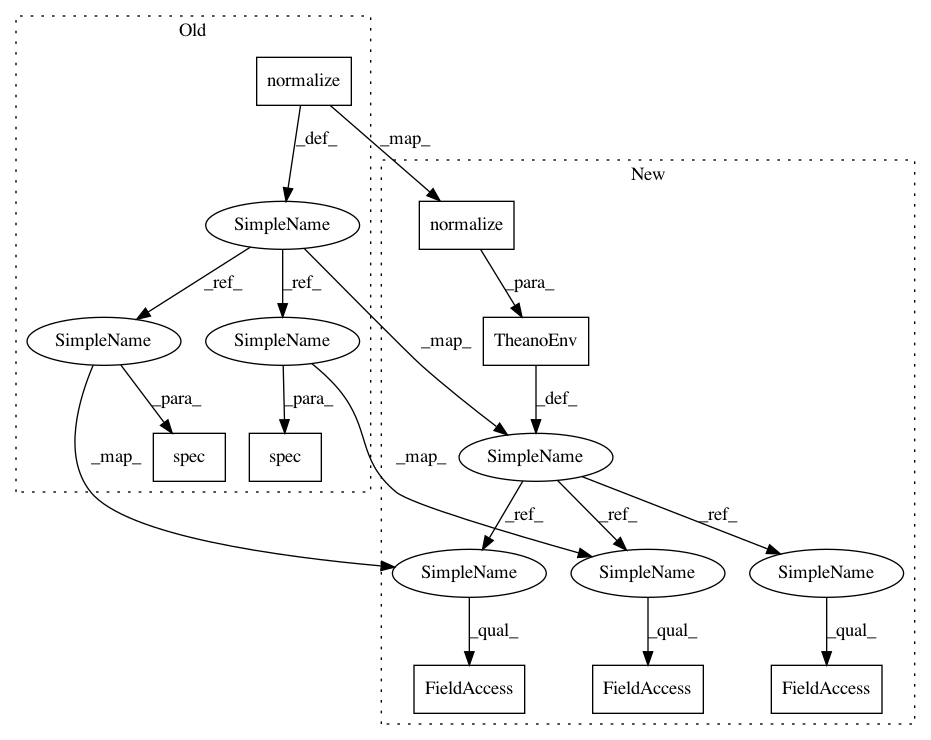 Old
normalize
_def_
_map_
New
SimpleName
normalize
_ref_
_ref_
_para_
SimpleName
SimpleName
_map_
TheanoEnv
_para_
_para_
_def_
_map_
spec
spec
_map_
SimpleName
_ref_
_ref_
_ref_
SimpleName
SimpleName
SimpleName
_qual_
_qual_
_qual_
FieldAccess
FieldAccess
FieldAccess